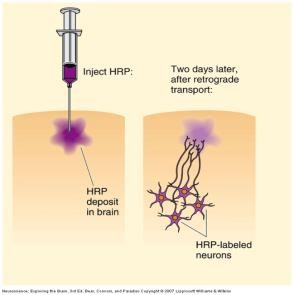 Inject HRP:
HRP
deposit
in brain
Two days later,
after retrograde
transport:
HRP-labeled
neurons
Neuroscience: Exploring the Brain, 3rd Ed, Bear, Connors, and Paradiso Copyright © 2007 Lippincott Williams & Wilkins